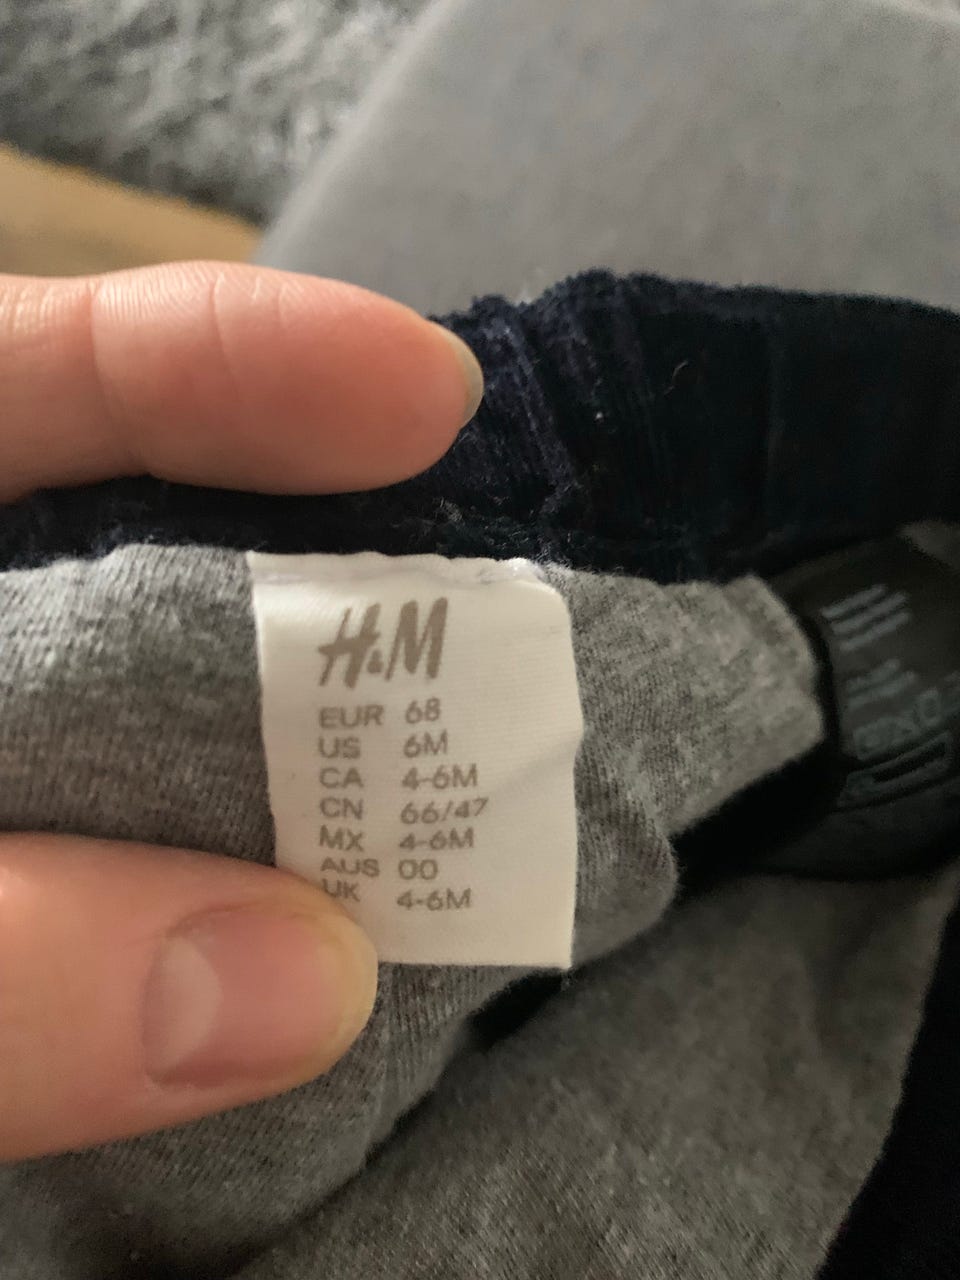 H&M
EUR 68
US 6M
CA 4-6M
CN 66/47
MX 4-6M
AUS 00
UK 4-6M